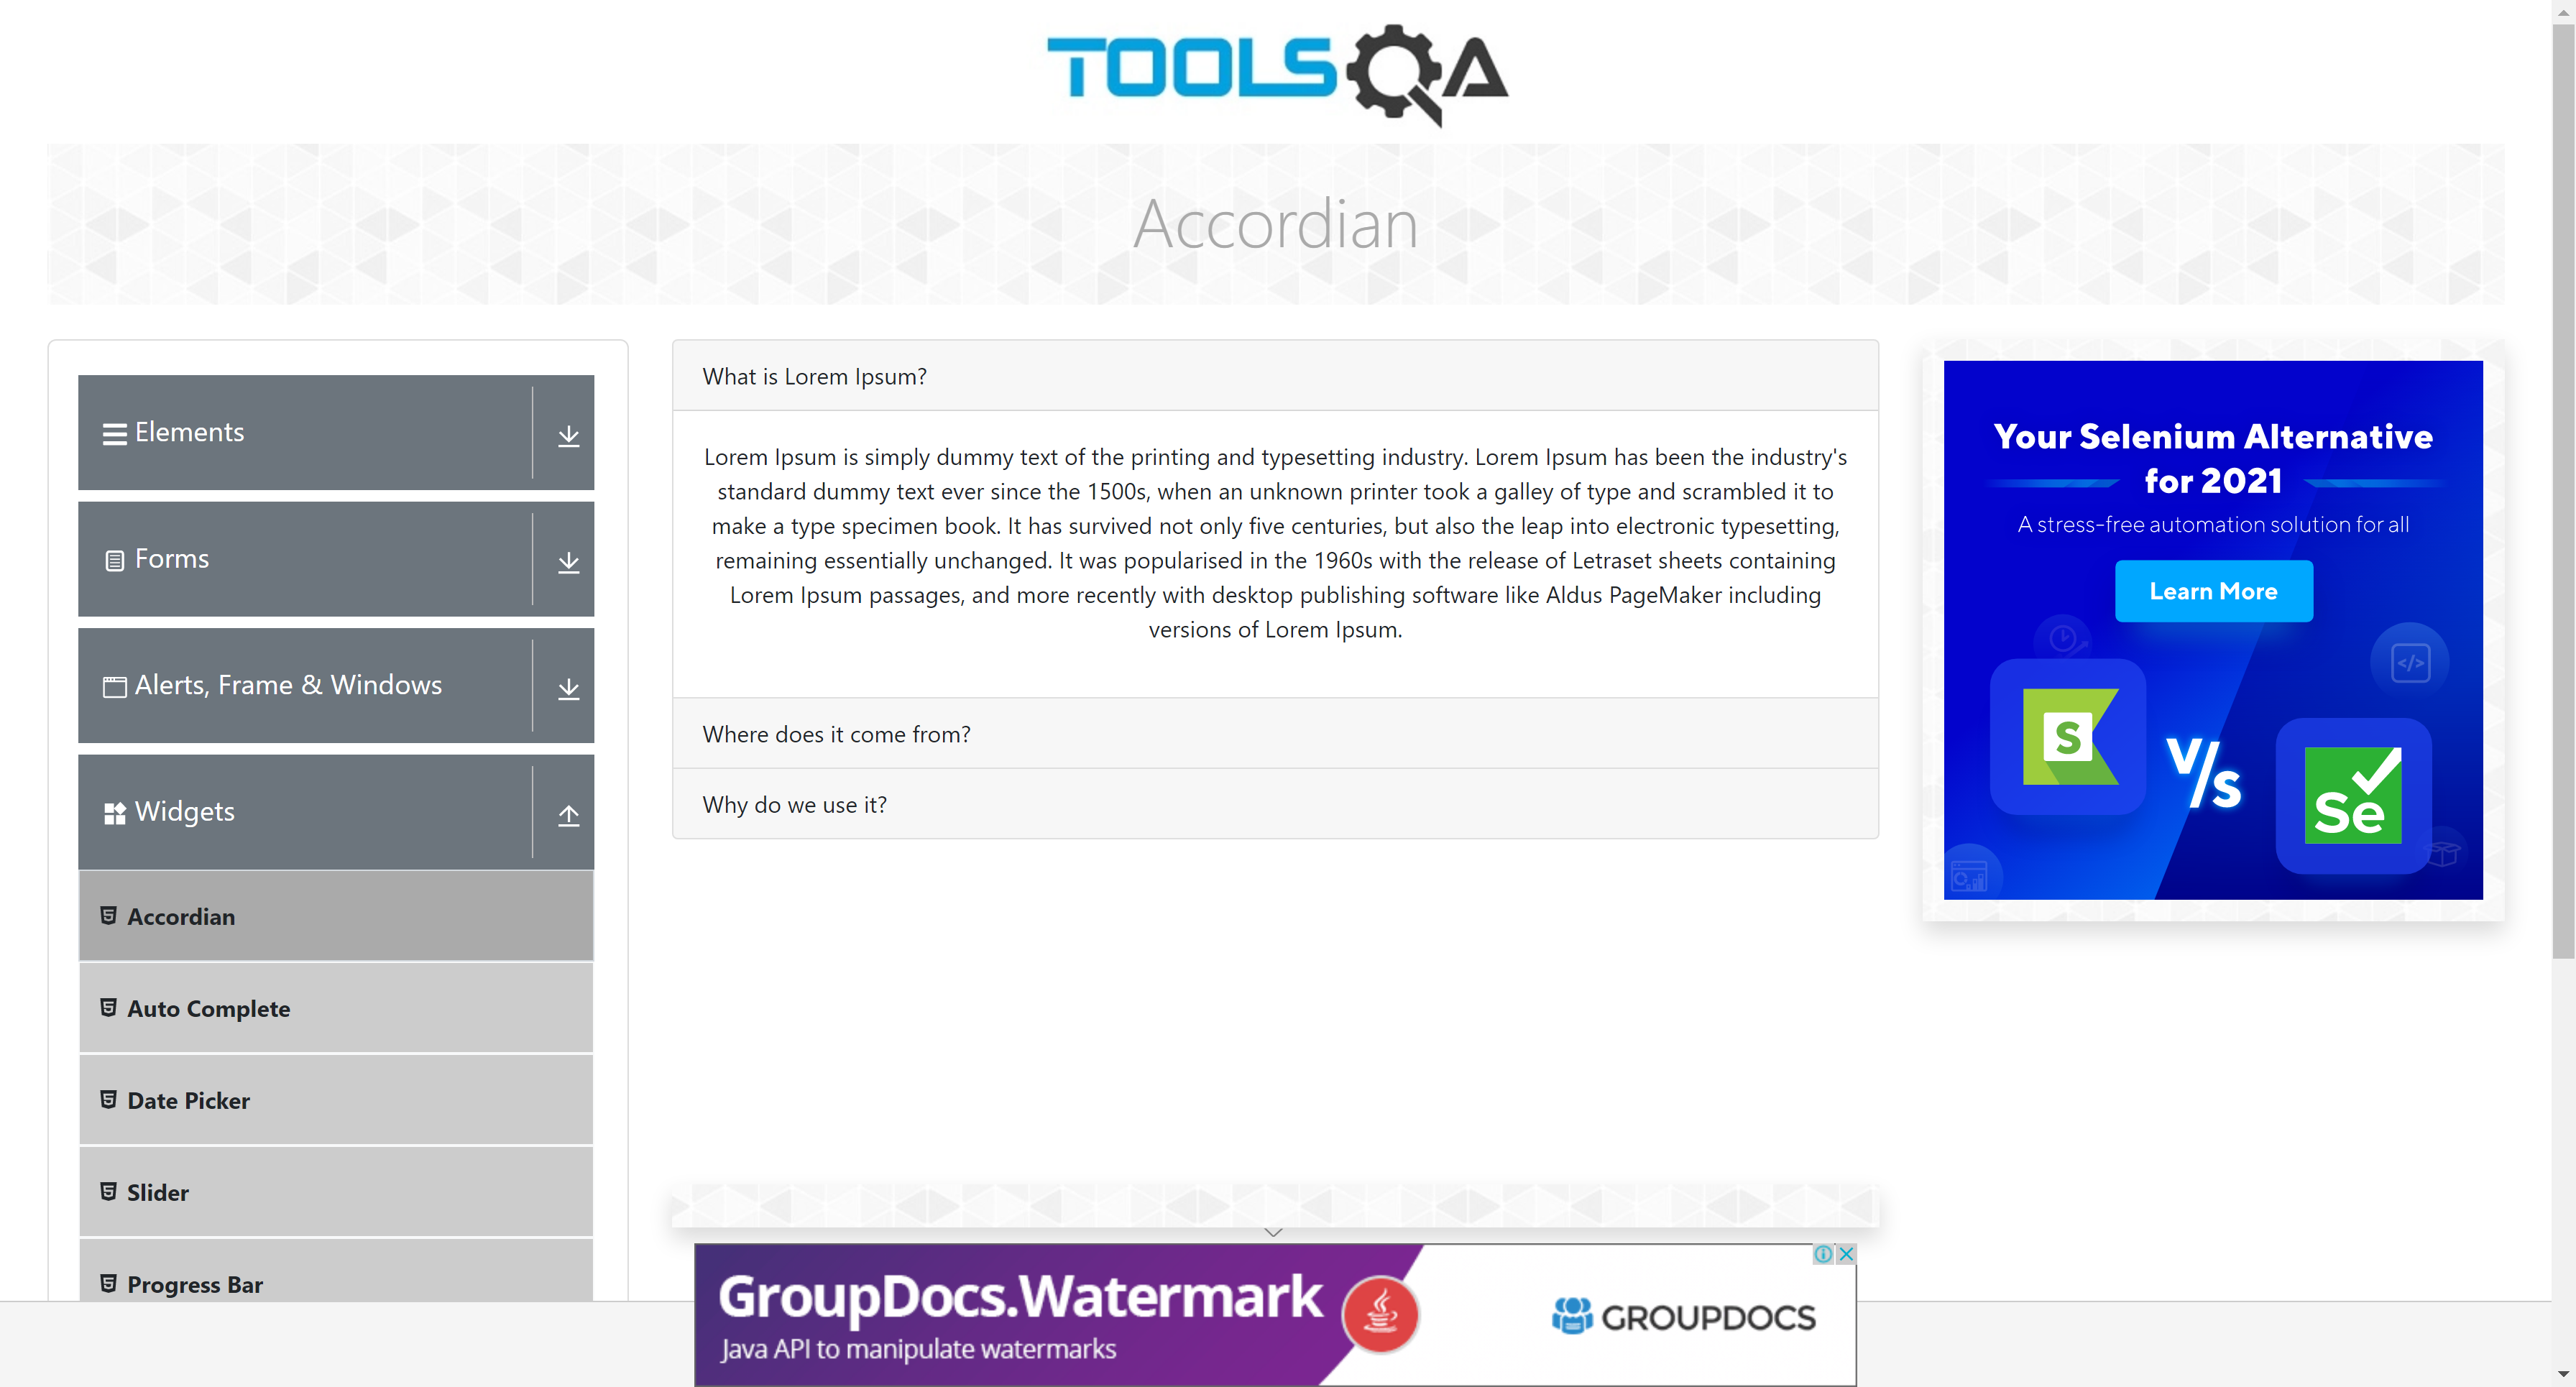 TOOLSQA
Accordian
Elements
Forms
Alerts, Frame & Windows
Widgets
Accordian
Auto Complete
Date Picker
Slider
Progress Bar
What is Lorem Ipsum?
Lorem Ipsum is simply dummy text of the printing and typesetting industry. Lorem Ipsum has been the industry's
standard dummy text ever since the 1500s, when an unknown printer took a galley of type and scrambled it to
make a type specimen book. It has survived not only five centuries, but also the leap into electronic typesetting,
remaining essentially unchanged. It was popularised in the 1960s with the release of Letraset sheets containing
Lorem Ipsum passages, and more recently with desktop publishing software like Aldus PageMaker including
versions of Lorem Ipsum.
Where does it come from?
Why do we use it?
Your Selenium Alternative
for 2021
A stress-free automation solution for all
Learn More
S
V/s
Se
GroupDocs.Watermark
Java API to manipulate watermarks
GROUPDOCS